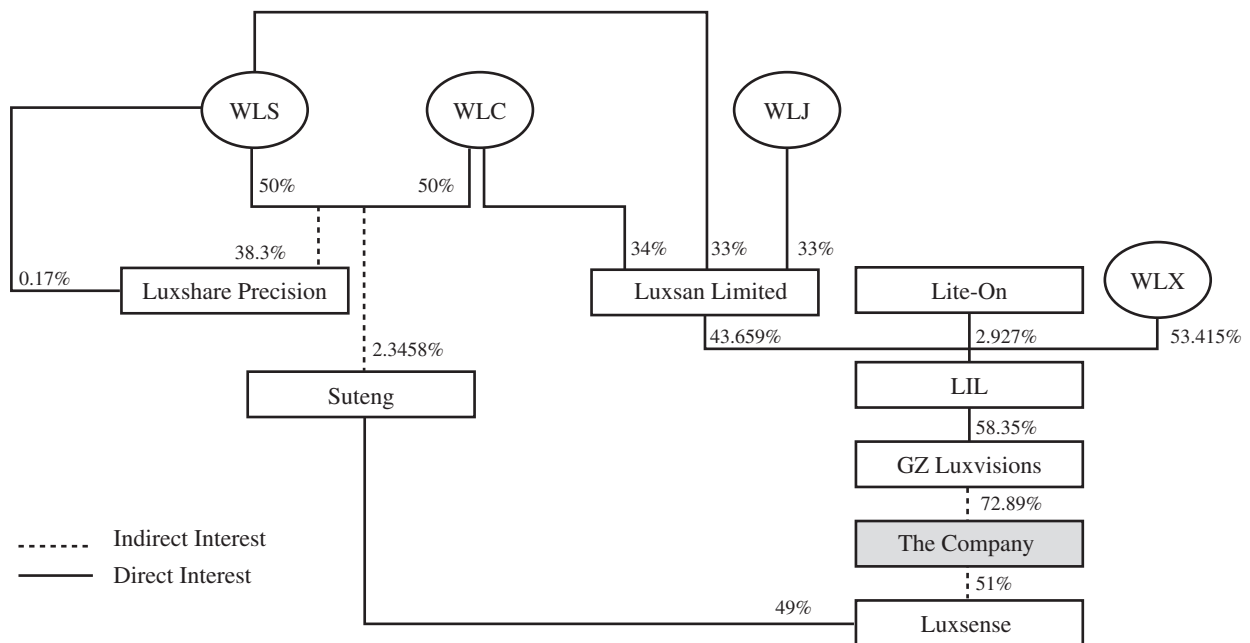 WLS
WLC
WLJ
50%
50%
38.3%
34%
33%
33%
0.17%
Luxshare Precision
Luxsan Limited
Lite-On
WLX
43.659%
2.927%
53.415%
2.3458%
Suteng
LIL
58.35%
GZ Luxvisions
72.89%
Indirect Interest
The Company
Direct Interest
51%
49%
Luxsense